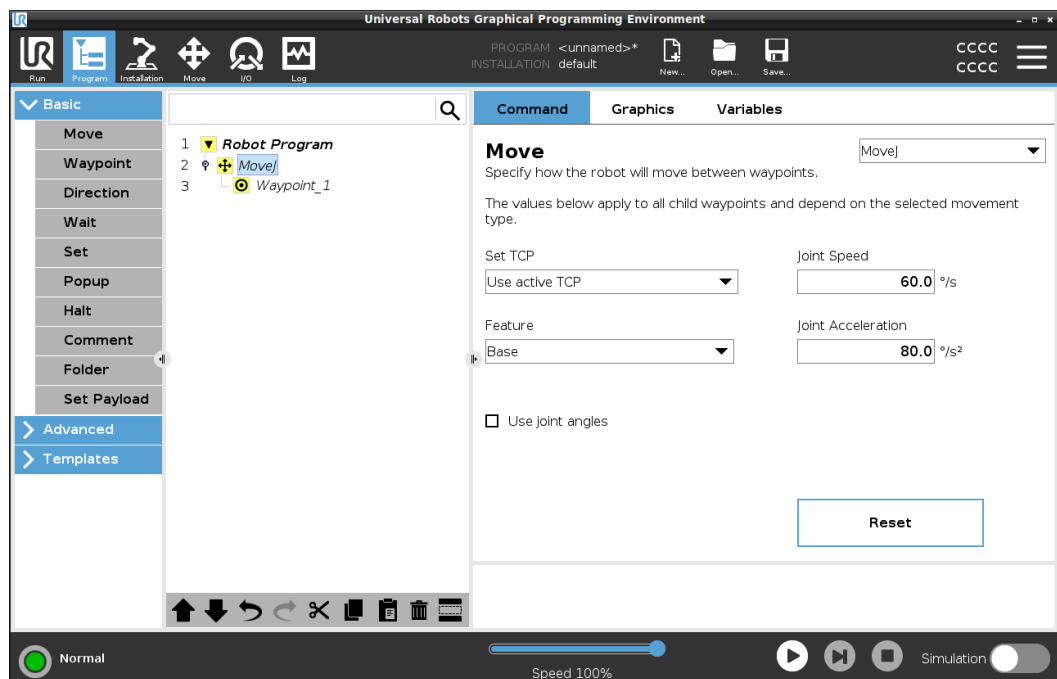 Universal Robots Graphical Programming Environment
UR
Run
Program
Installation
Move
I/O
Log
PROGRAM <unnamed>*
INSTALLATION default
New...
Open...
Save...
CCCC
CCCC
Basic
Move
Waypoint
Direction
Wait
Set
Popup
Halt
Comment
Folder
Set Payload
Advanced
Templates
1 Robot Program
2 MoveJ
3 Waypoint_1
Command Graphics Variables
Move
MoveJ
Specify how the robot will move between waypoints.
The values below apply to all child waypoints and depend on the selected movement
type.
Set TCP
Joint Speed
Use active TCP
60.0 °/s
Feature
Joint Acceleration
Base
80.0 °/s²
Use joint angles
Reset
Normal
Speed 100%
Simulation